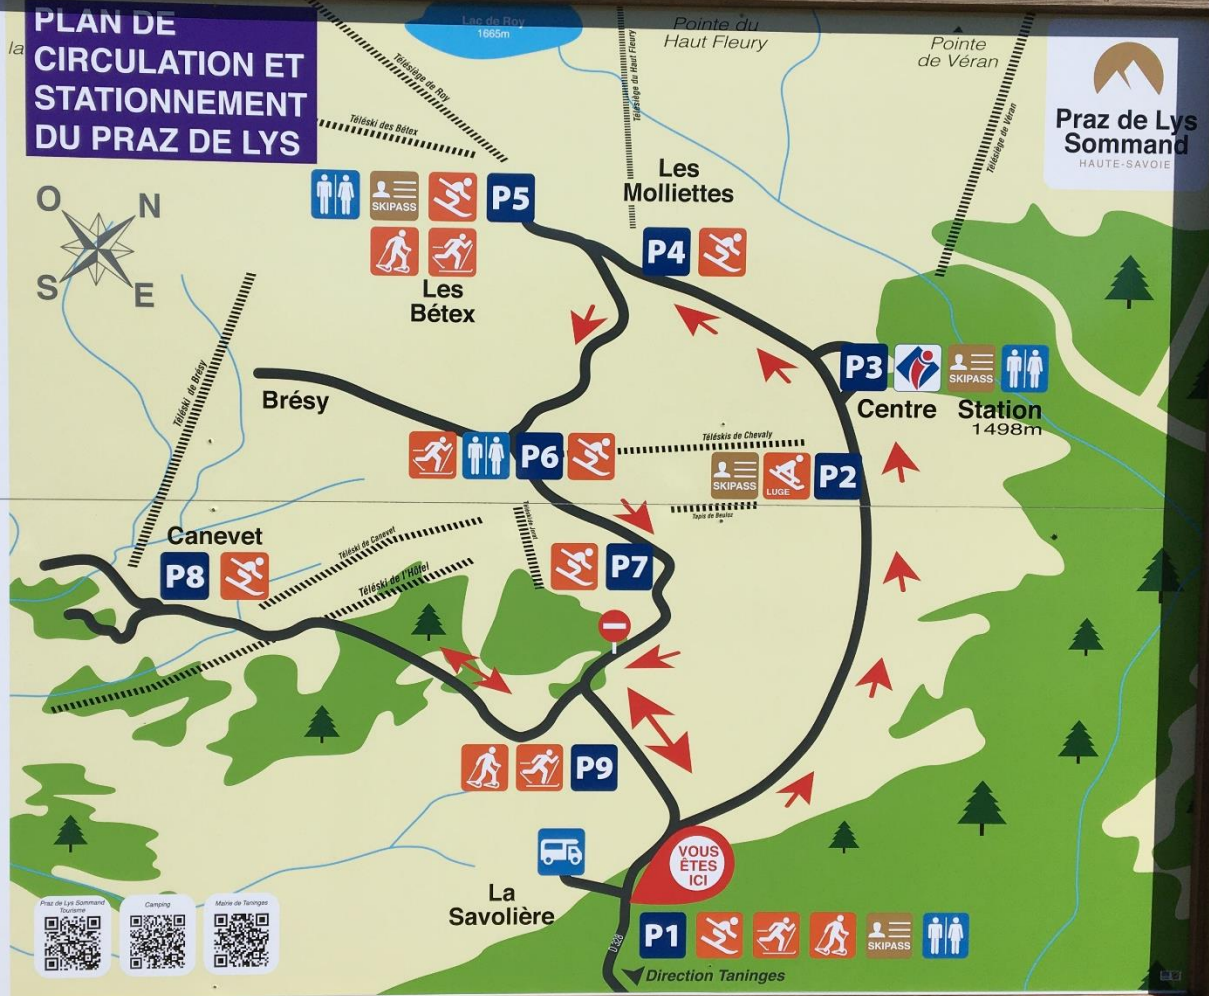 PLAN DE
CIRCULATION ET
STATIONNEMENT
DU PRAZ DE LYS
la
Lac de Roy
1665m
Pointe du
Haut Fleury
Pointe
de Véran
Praz de Lys
Sommand
HAUTE-SAVOIE
Télésiège de Roy
Télésiège du Haut Fleury
Télésiège de Véran
Téléski des Bétex
O
N
S
E
Les
Molliettes
SKIPASS
P5
P4
Les
Bétex
Téléski de Brésy
Brésy
P3
SKIPASS
Centre Station
1498m
Téléskis de Chevaly
P6
SKIPASS
LUGE
P2
Tapis de Beuloz
Canevet
P8
Téléski de Canevet
Téléski de l'Hôtel
P7
P9
VOUS
ÊTES
ICI
La
Savolière
P1
SKIPASS
D 328
Direction Taninges
Praz de Lys Sommand
Tourisme
Camping
Mairie de Taninges